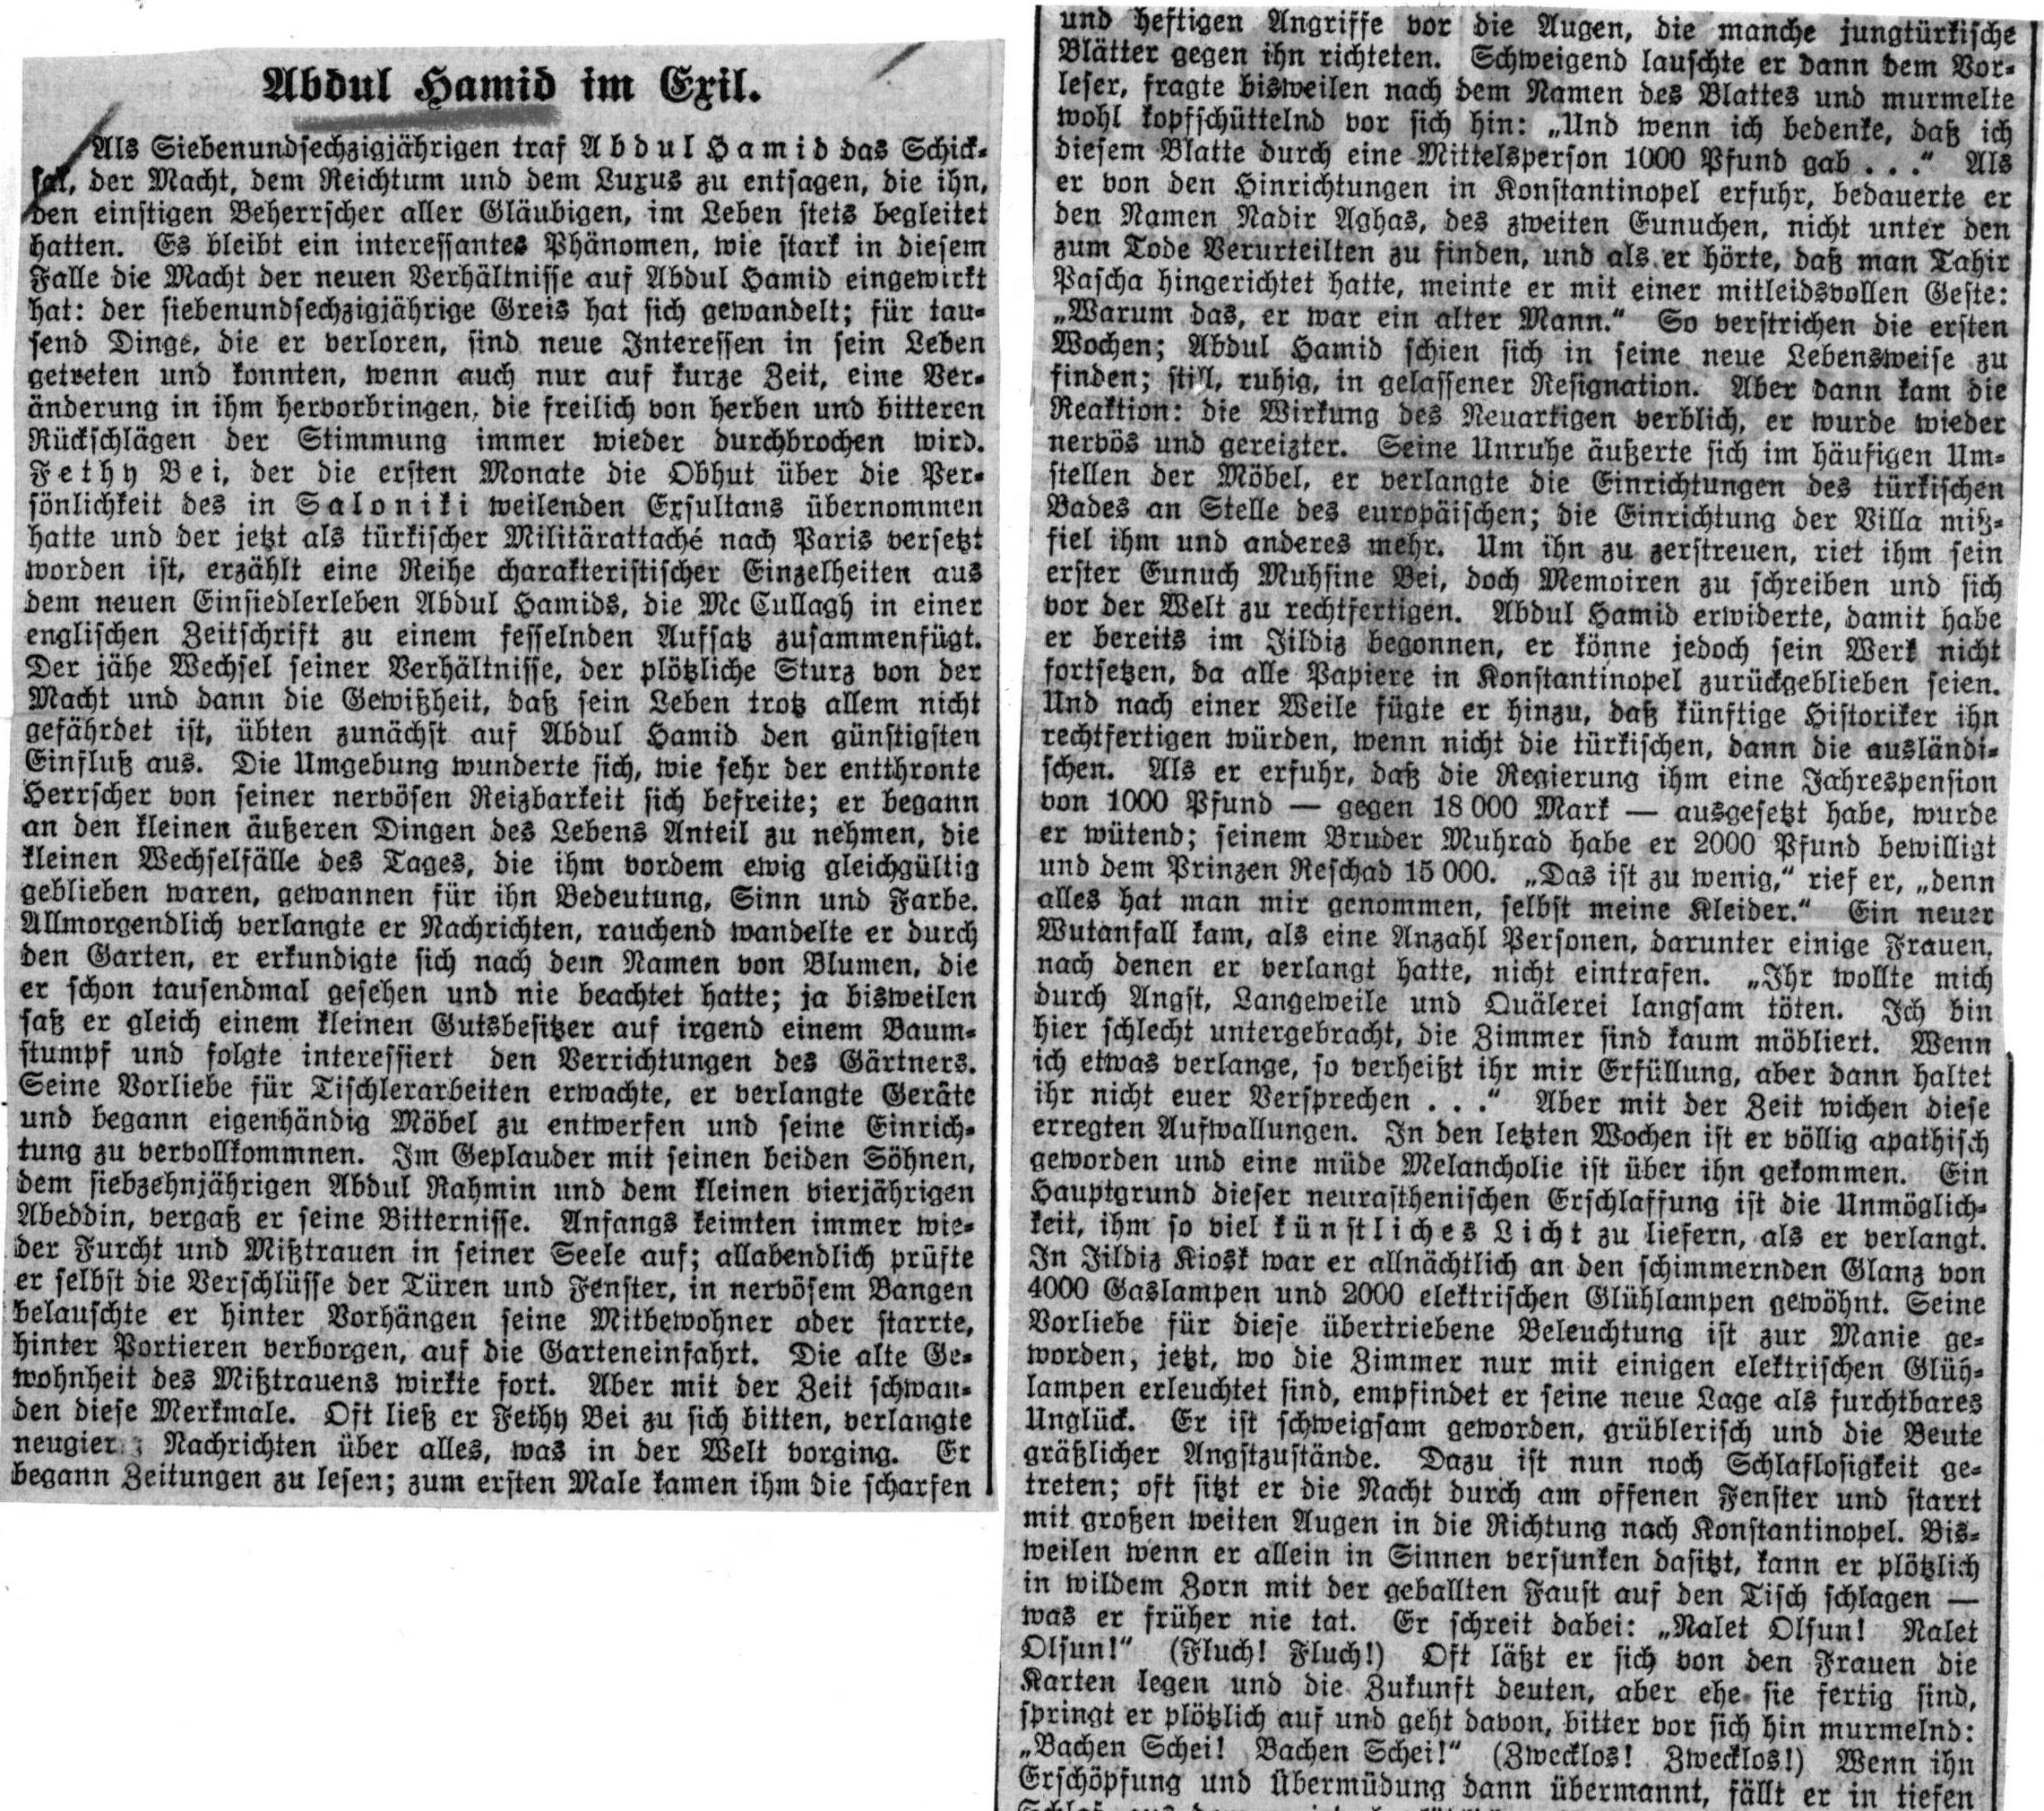 Abdul Hamid im Exil.
Als Siebenundsechzigjährigen traf Abdul Hamid das Schick-
sal, der Macht, dem Reichtum und dem Luxus zu entsagen, die ihn,
den einstigen Beherrscher aller Gläubigen, im Leben stets begleitet
hatten. Es bleibt ein interessantes Phänomen, wie stark in diesem
Falle die Macht der neuen Verhältnisse auf Abdul Hamid eingewirkt
hat: der siebenundsechzigjährige Greis hat sich gewandelt; für tau-
send Dinge, die er verloren, sind neue Interessen in sein Leben
getreten und konnten, wenn auch nur auf kurze Zeit, eine Ver-
änderung in ihm hervorbringen, die freilich von herben und bitteren
Rückschlägen der Stimmung immer wieder durchbrochen wird.
Fethy Bei, der die ersten Monate die Obhut über die Per-
sönlichkeit des in Saloniki weilenden Exsultans übernommen
hatte und der jetzt als türkischer Militärattaché nach Paris versetzt
worden ist, erzählt eine Reihe charakteristischer Einzelheiten aus
dem neuen Einsiedlerleben Abdul Hamids, die Mc Cullagh in einer
englischen Zeitschrift zu einem fesselnden Aufsatz zusammenfügt.
Der jähe Wechsel seiner Verhältnisse, der plötzliche Sturz von der
Macht und dann die Gewißheit, daß sein Leben trotz allem nicht
gefährdet ist, übten zunächst auf Abdul Hamid den günstigsten
Einfluß aus. Die Umgebung wunderte sich, wie sehr der entthronte
Herrscher von seiner nervösen Reizbarkeit sich befreite; er begann
an den kleinen äußeren Dingen des Lebens Anteil zu nehmen, die
kleinen Wechselfälle des Tages, die ihm vordem ewig gleichgültig
geblieben waren, gewannen für ihn Bedeutung, Sinn und Farbe.
Allmorgendlich verlangte er Nachrichten, rauchend wandelte er durch
den Garten, er erkundigte sich nach dem Namen von Blumen, die
er schon tausendmal gesehen und nie beachtet hatte; ja bisweilen
saß er gleich einem kleinen Gutsbesitzer auf irgend einem Baum-
stumpf und folgte interessiert den Verrichtungen des Gärtners.
Seine Vorliebe für Tischlerarbeiten erwachte, er verlangte Geräte
und begann eigenhändig Möbel zu entwerfen und seine Einrich-
tung zu vervollkommnen. Im Geplauder mit seinen beiden Söhnen,
dem siebzehnjährigen Abdul Rahmin und dem kleinen vierjährigen
Abeddin, vergaß er seine Bitternisse. Anfangs keimten immer wie-
der Furcht und Mißtrauen in seiner Seele auf; allabendlich prüfte
er selbst die Verschlüsse der Türen und Fenster, in nervösem Bangen
belauschte er hinter Vorhängen seine Mitbewohner oder starrte,
hinter Portieren verborgen, auf die Garteneinfahrt. Die alte Ge-
wohnheit des Mißtrauens wirkte fort. Aber mit der Zeit schwan-
den diese Merkmale. Oft ließ er Fethy Bei zu sich bitten, verlangte
neugier Nachrichten über alles, was in der Welt vorging. Er
begann Zeitungen zu lesen; zum ersten Male kamen ihm die scharfen
und heftigen Angriffe vor die Augen, die manche jungtürkische
Blätter gegen ihn richteten. Schweigend lauschte er dann dem Vor-
leser, fragte bisweilen nach dem Namen des Blattes und murmelte
wohl kopfschüttelnd vor sich hin: „Und wenn ich bedenke, daß ich
diesem Blatte durch eine Mittelsperson 1000 Pfund gab . . .“ Als
er von den Hinrichtungen in Konstantinopel erfuhr, bedauerte er
den Namen Nadir Aghas, des zweiten Eunuchen, nicht unter den
zum Tode Verurteilten zu finden, und als er hörte, daß man Tahir
Pascha hingerichtet hatte, meinte er mit einer mitleidsvollen Geste:
„Warum das, er war ein alter Mann.“ So verstrichen die ersten
Wochen; Abdul Hamid schien sich in seine neue Lebensweise zu
finden; still, ruhig, in gelassener Resignation. Aber dann kam die
Reaktion: die Wirkung des Neuartigen verblich, er wurde wieder
nervös und gereizter. Seine Unruhe äußerte sich im häufigen Um-
stellen der Möbel, er verlangte die Einrichtungen des türkischen
Bades an Stelle des europäischen; die Einrichtung der Villa miß-
fiel ihm und anderes mehr. Um ihn zu zerstreuen, riet ihm sein
erster Eunuch Muhsine Bei, doch Memoiren zu schreiben und sich
vor der Welt zu rechtfertigen. Abdul Hamid erwiderte, damit habe
er bereits im Jildiz begonnen, er könne jedoch sein Werk nicht
fortsetzen, da alle Papiere in Konstantinopel zurückgeblieben seien.
Und nach einer Weile fügte er hinzu, daß künftige Historiker ihn
rechtfertigen würden, wenn nicht die türkischen, dann die ausländi-
schen. Als er erfuhr, daß die Regierung ihm eine Jahrespension
von 1000 Pfund — gegen 18 000 Mark — ausgesetzt habe, wurde
er wütend; seinem Bruder Muhrad habe er 2000 Pfund bewilligt
und dem Prinzen Reschad 15 000. „Das ist zu wenig,“ rief er, „denn
alles hat man mir genommen, selbst meine Kleider.“ Ein neuer
Wutanfall kam, als eine Anzahl Personen, darunter einige Frauen,
nach denen er verlangt hatte, nicht eintrafen. „Ihr wollte mich
durch Angst, Langeweile und Quälerei langsam töten. Ich bin
hier schlecht untergebracht, die Zimmer sind kaum möbliert. Wenn
ich etwas verlange, so verheißt ihr mir Erfüllung, aber dann haltet
ihr nicht euer Versprechen . . .“ Aber mit der Zeit wichen diese
erregten Aufwallungen. In den letzten Wochen ist er völlig apathisch
geworden und eine müde Melancholie ist über ihn gekommen. Ein
Hauptgrund dieser neurasthenischen Erschlaffung ist die Unmöglich-
keit, ihm so viel künstliches Licht zu liefern, als er verlangt.
In Jildiz Kiosk war er allnächtlich an den schimmernden Glanz von
4000 Gaslampen und 2000 elektrischen Glühlampen gewöhnt. Seine
Vorliebe für diese übertriebene Beleuchtung ist zur Manie ge-
worden; jetzt, wo die Zimmer nur mit einigen elektrischen Glüh-
lampen erleuchtet sind, empfindet er seine neue Lage als furchtbares
Unglück. Er ist schweigsam geworden, grüblerisch und die Beute
gräßlicher Angstzustände. Dazu ist nun noch Schlaflosigkeit ge-
treten; oft sitzt er die Nacht durch am offenen Fenster und starrt
mit großen weiten Augen in die Richtung nach Konstantinopel. Bis-
weilen wenn er allein in Sinnen versunken dasitzt, kann er plötzlich
in wildem Zorn mit der geballten Faust auf den Tisch schlagen —
was er früher nie tat. Er schreit dabei: „Nalet Olsun! Nalet
Olsun!“ (Fluch! Fluch!) Oft läßt er sich von den Frauen die
Karten legen und die Zukunft deuten, aber ehe sie fertig sind,
springt er plötzlich auf und geht davon, bitter vor sich hin murmelnd:
„Bachen Schei! Bachen Schei!“ (Zwecklos! Zwecklos!) Wenn ihn
Erschöpfung und Übermüdung dann übermannt, fällt er in tiefen